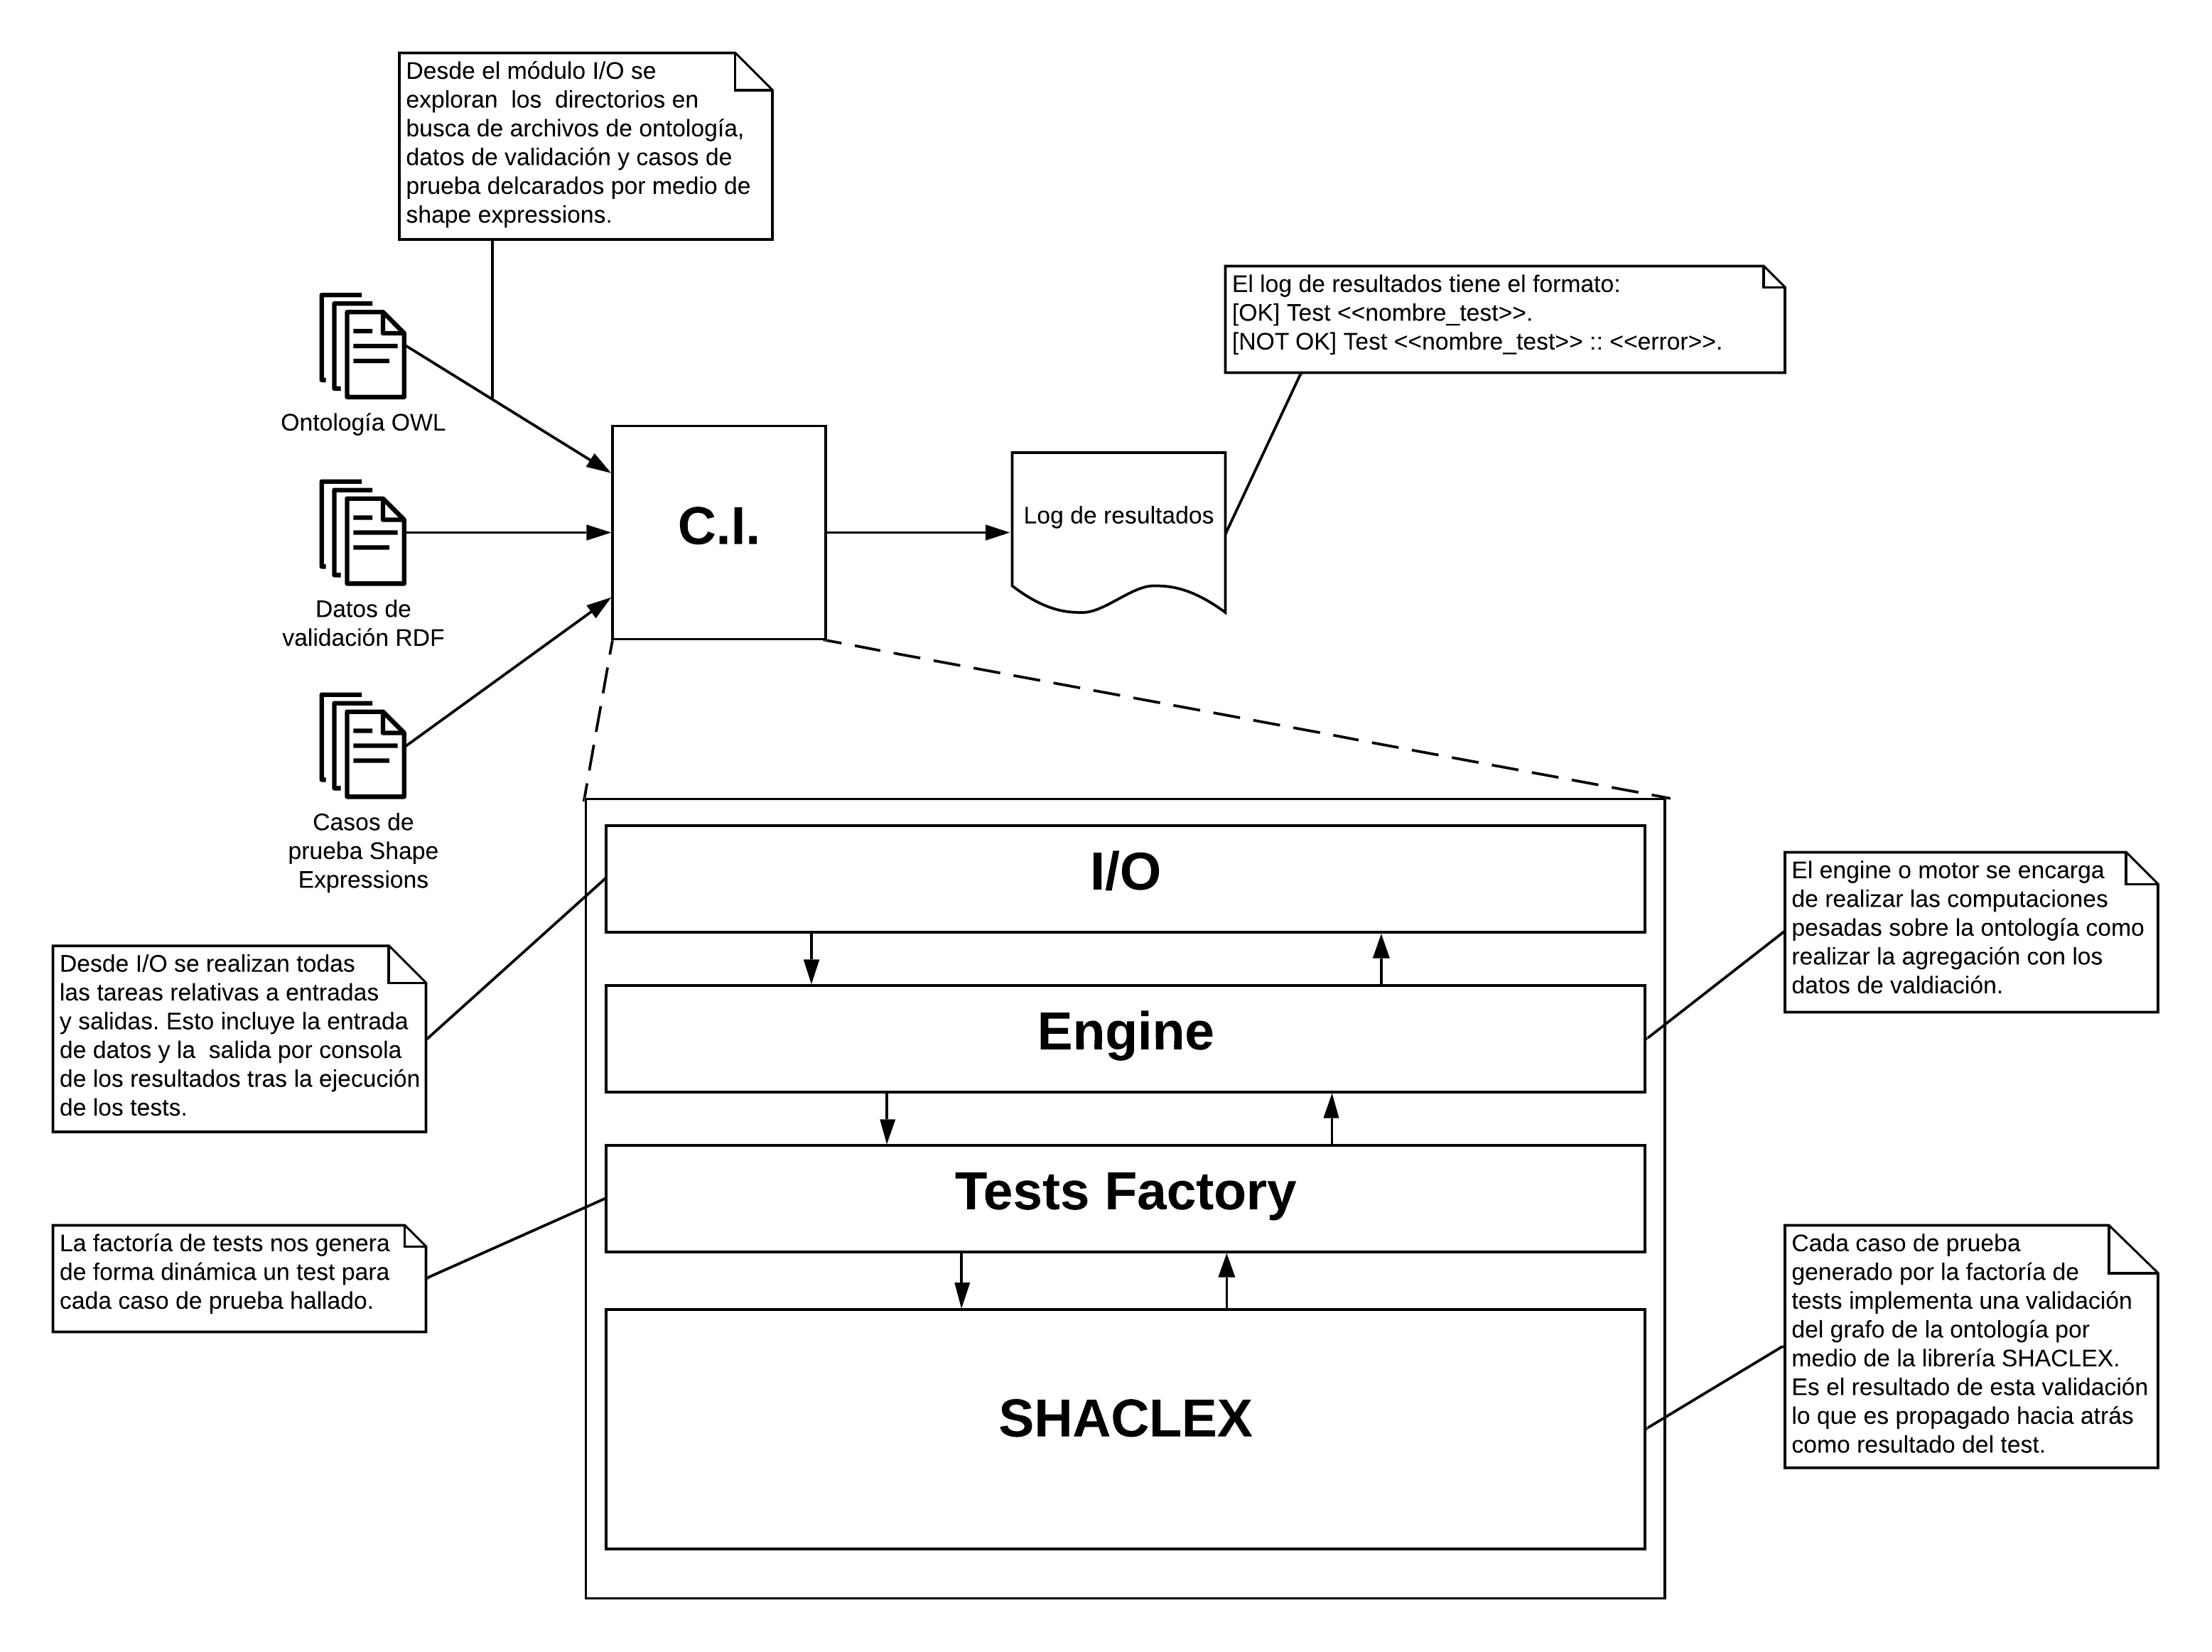 Desde el módulo I/O se
exploran  los  directorios en
busca de archivos de ontología,
datos de validación y casos de
prueba delcarados por medio de
shape expressions.
El log de resultados tiene el formato:
[OK] Test <<nombre_test>>.
[NOT OK] Test <<nombre_test>> :: <<error>>.
Ontología OWL
C.I.
Log de resultados
Datos de
validación RDF
Casos de
prueba Shape
Expressions
I/O
El engine o motor se encarga
de realizar las computaciones
pesadas sobre la ontología como
realizar la agregación con los
datos de valdiación.
Desde I/O se realizan todas
las tareas relativas a entradas
y salidas. Esto incluye la entrada
de datos y la  salida por consola
de los resultados tras la ejecución
de los tests.
Engine
Tests Factory
La factoría de tests nos genera
de forma dinámica un test para
cada caso de prueba hallado.
Cada caso de prueba
generado por la factoría de
tests implementa una validación
del grafo de la ontología por
medio de la librería SHACLEX.
Es el resultado de esta validación
lo que es propagado hacia atrás
como resultado del test.
SHACLEX